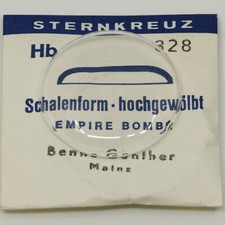 STERNKREUZ
Hb 328
Schalenform · hochgewölbt
EMPIRE BOMBÉ
Benno Günther
Mainz